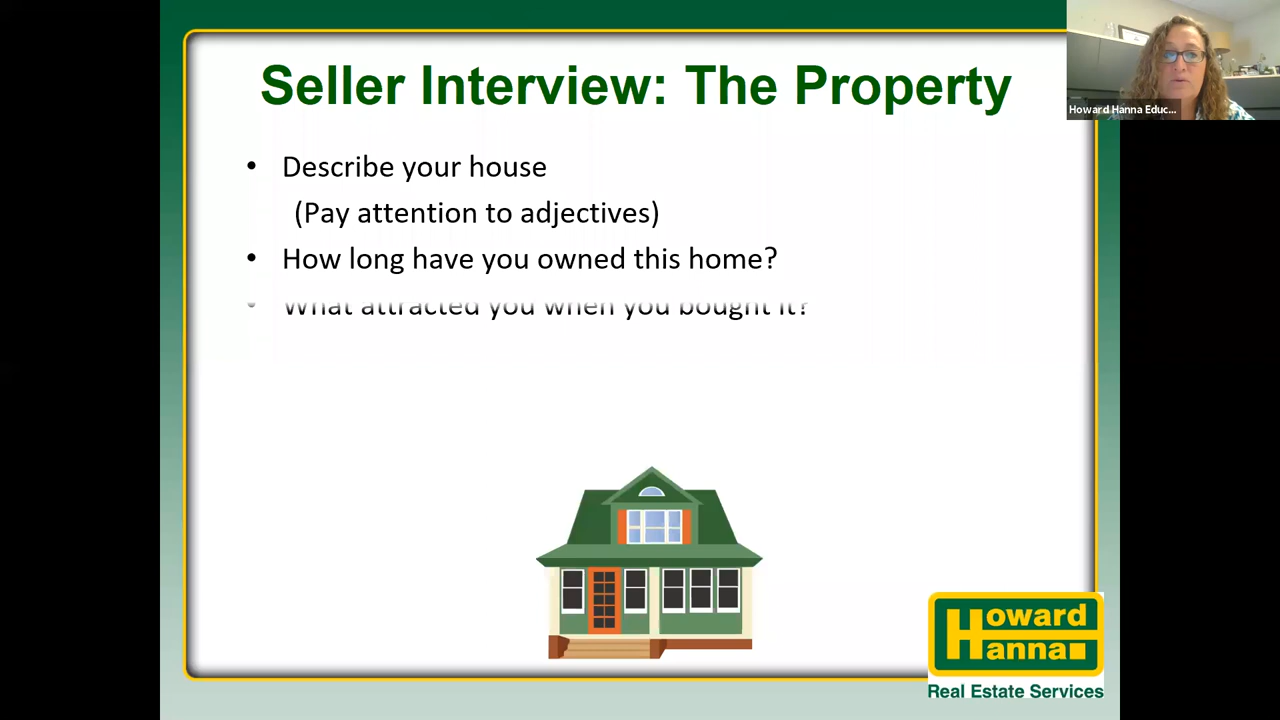 Seller Interview: The Property
Howard Hanna Educ...
• Describe your house
(Pay attention to adjectives)
• How long have you owned this home?
• What attracted you when you bought it?
Howard
Hanna
Real Estate Services